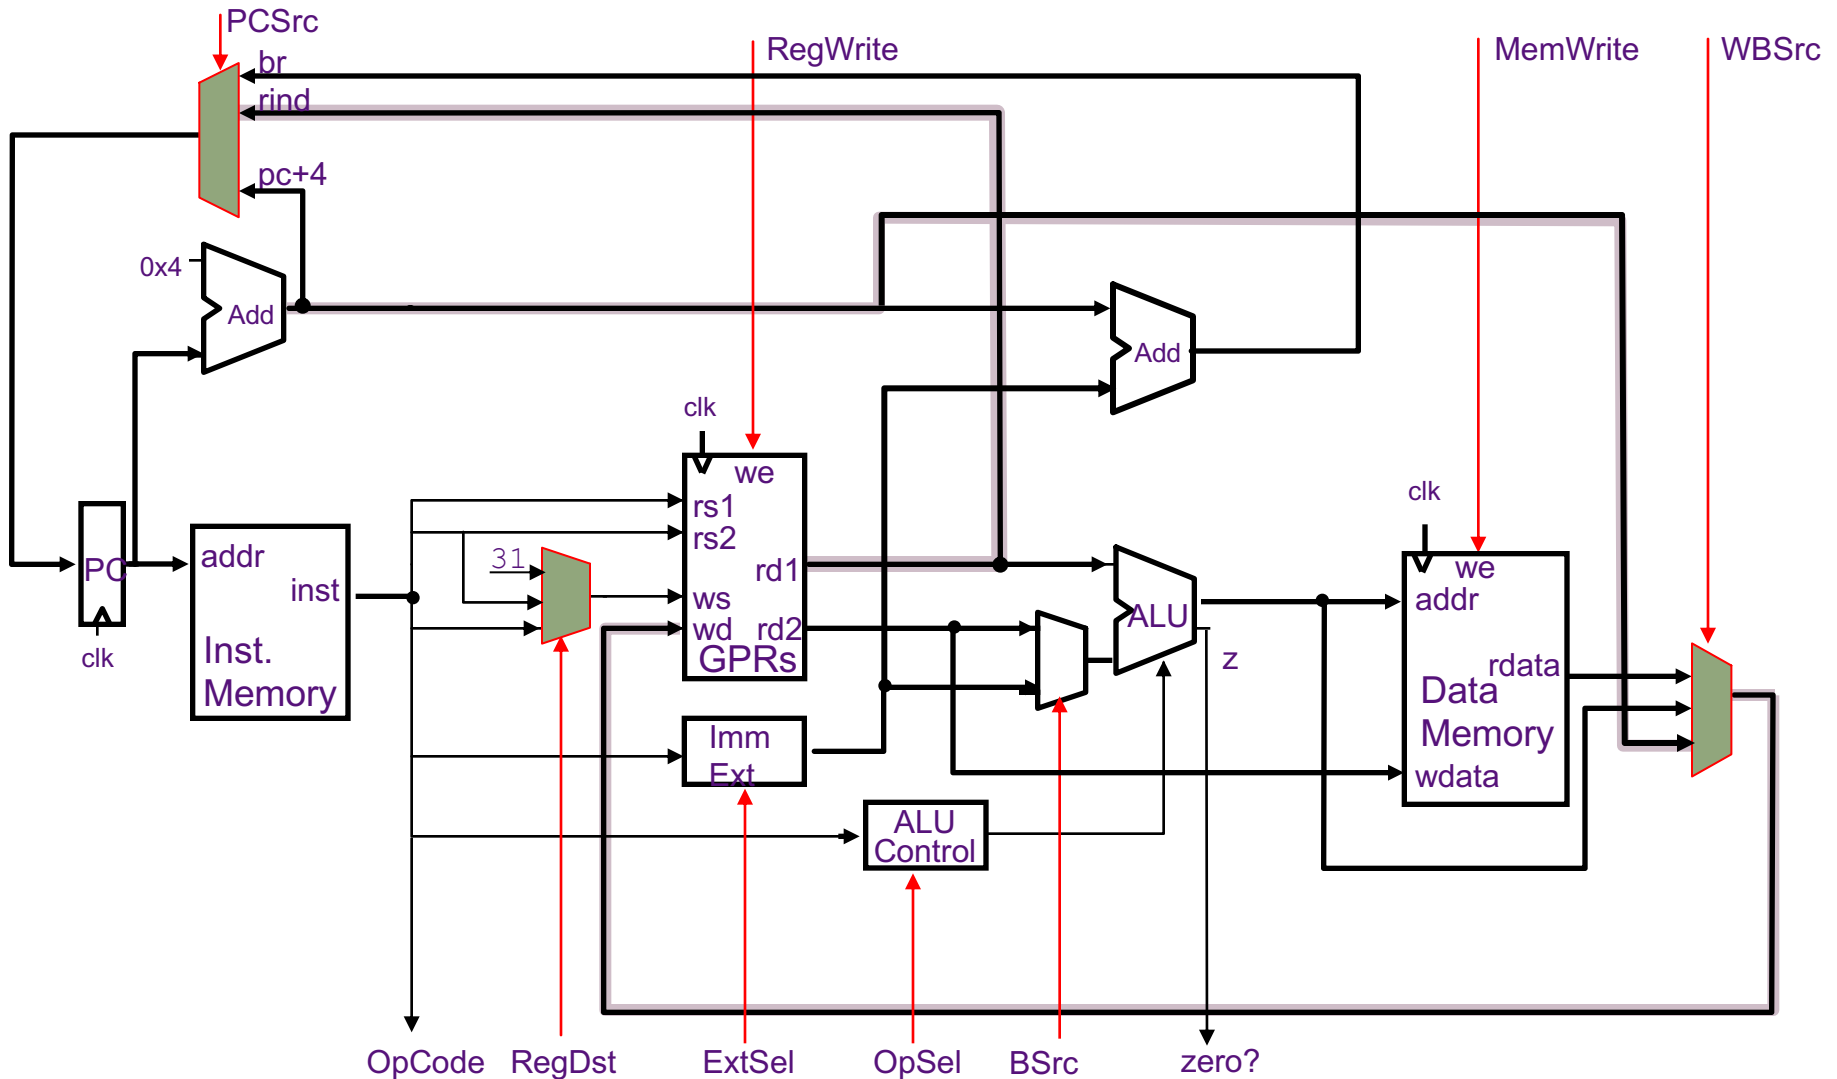 PCSrc
RegWrite
MemWrite
WBSrc
br
rind
pc+4
0x4
Add
Add
clk
we
rs1
rs2
31
rd1
ws
wd
rd2
GPRs
PC
clk
addr
inst
Inst.
Memory
ALU
z
clk
we
addr
rdata
Data
Memory
wdata
Imm
Ext
ALU
Control
OpCode
RegDst
ExtSel
OpSel
BSrc
zero?